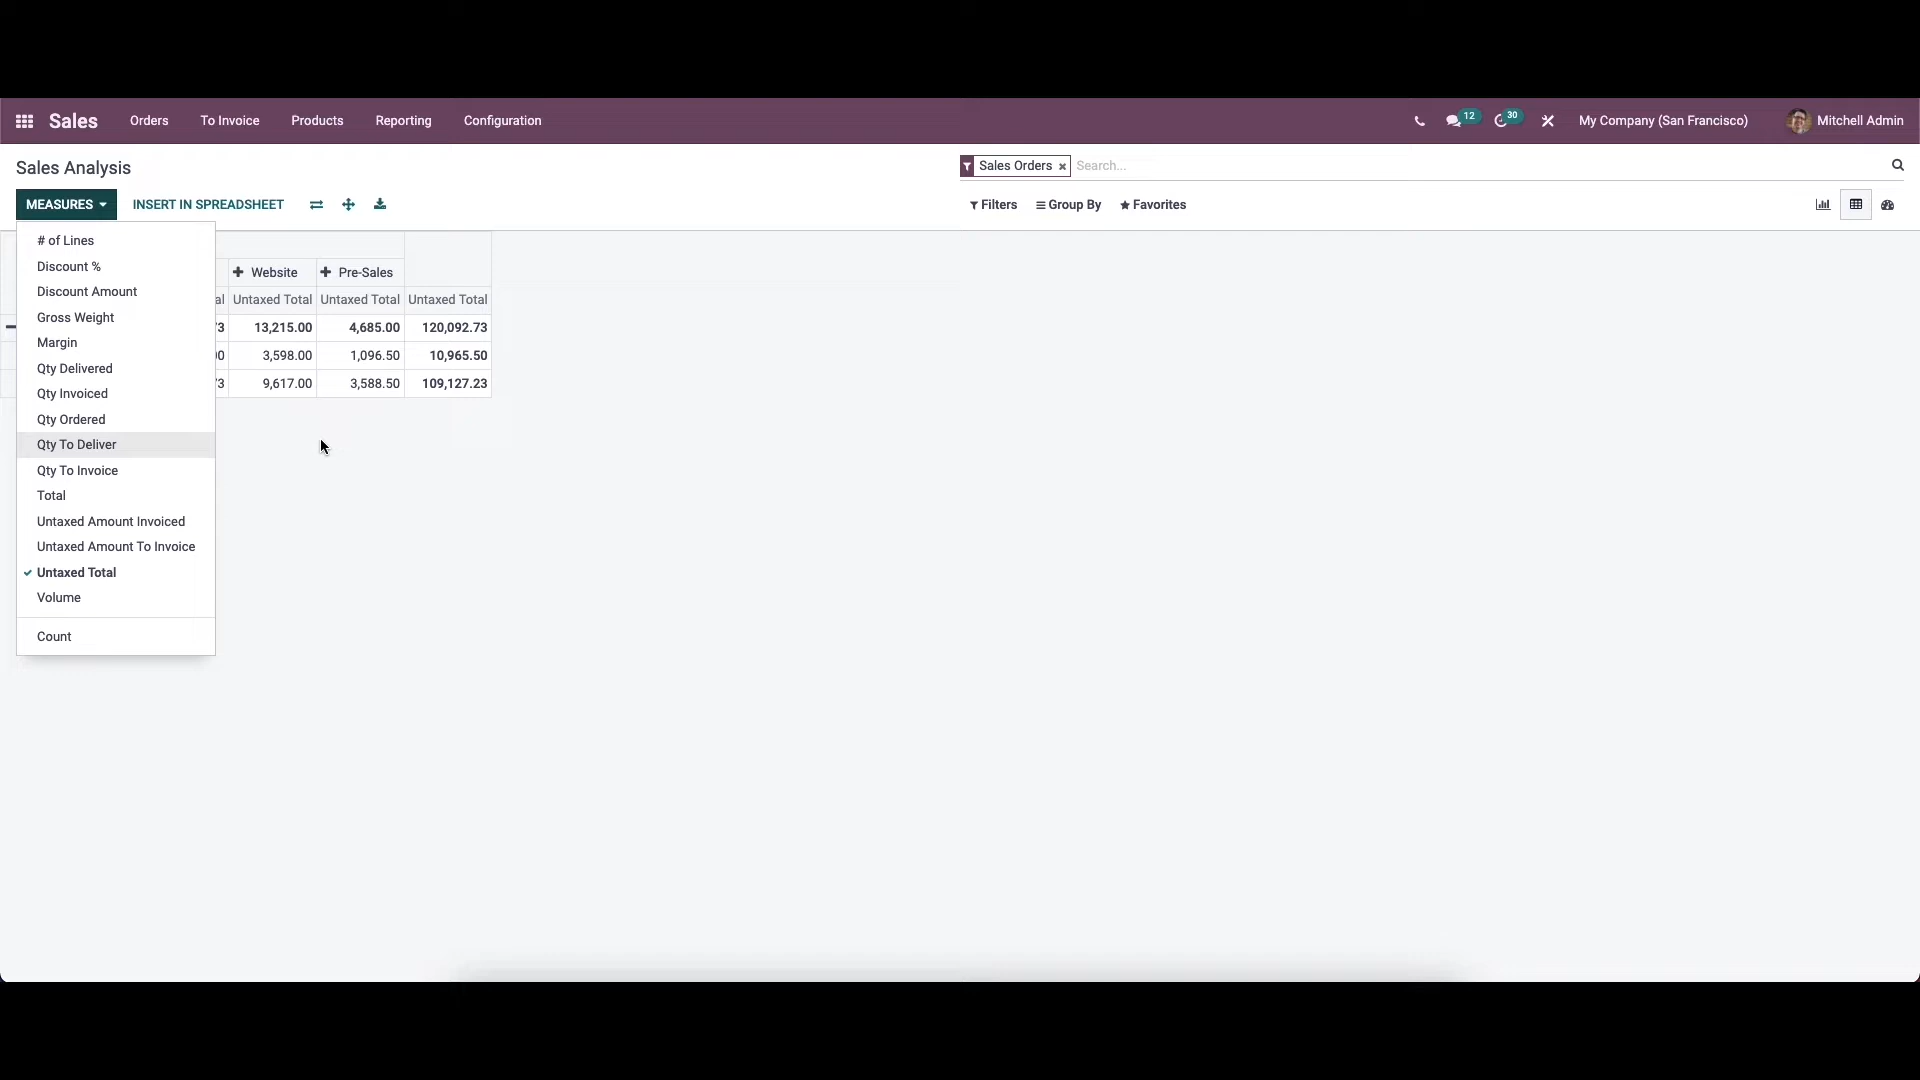 Sales Orders To Invoice Products Reporting Configuration 12 30 My Company (San Francisco) Mitchell Admin
Sales Analysis
Sales Orders × Search...
MEASURES INSERT IN SPREADSHEET Filters Group By Favorites
# of Lines
Discount %
Discount Amount
Gross Weight
Margin
Qty Delivered
Qty Invoiced
Qty Ordered
Qty To Deliver
Qty To Invoice
Total
Untaxed Amount Invoiced
Untaxed Amount To Invoice
Untaxed Total
Volume
Count
Website Pre-Sales
Untaxed Total Untaxed Total Untaxed Total
13,215.00 4,685.00 120,092.73
3,598.00 1,096.50 10,965.50
9,617.00 3,588.50 109,127.23